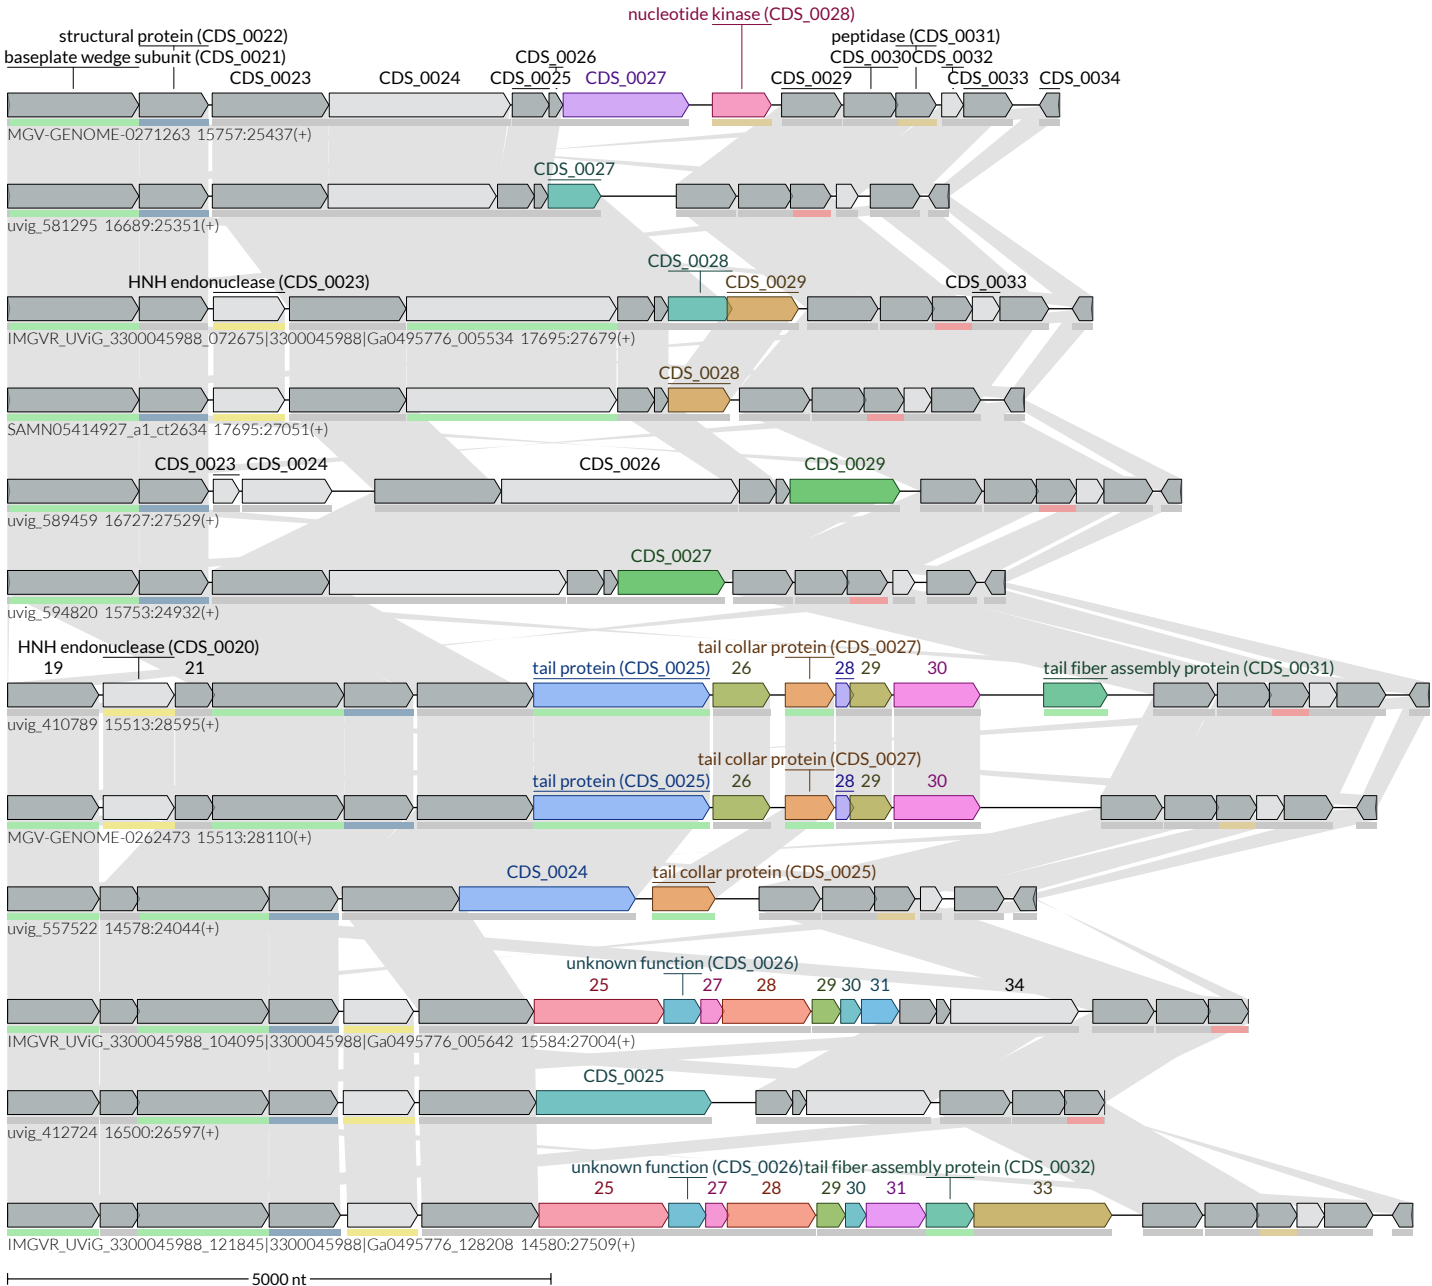 nucleotide kinase (CDS_0028)
structural protein (CDS_0022)
peptidase (CDS_0031)
baseplate wedge subunit (CDS_0021)
CDS_0026
CDS_0030
CDS_0032
CDS_0023
CDS_0024
CDS_0025
CDS_0027
CDS_0029
CDS_0033
CDS_0034
MGV-GENOME-0271263 15757:25437(+)
CDS_0027
uvig_581295 16689:25351(+)
CDS_0028
HNH endonuclease (CDS_0023)
CDS_0029
CDS_0033
IMGVR_UViG_3300045988_072675|3300045988|Ga0495776_005534 17695:27679(+)
CDS_0028
SAMN05414927_a1_ct2634 17695:27051(+)
CDS_0023
CDS_0024
CDS_0026
CDS_0029
uvig_589459 16727:27529(+)
CDS_0027
uvig_594820 15753:24932(+)
HNH endonuclease (CDS_0020)
tail collar protein (CDS_0027)
19
21
tail protein (CDS_0025)
26
28
29
30
tail fiber assembly protein (CDS_0031)
uvig_410789 15513:28595(+)
tail collar protein (CDS_0027)
tail protein (CDS_0025)
26
28
29
30
MGV-GENOME-0262473 15513:28110(+)
CDS_0024
tail collar protein (CDS_0025)
uvig_557522 14578:24044(+)
unknown function (CDS_0026)
25
27
28
29
30
31
34
IMGVR_UViG_3300045988_104095|3300045988|Ga0495776_005642 15584:27004(+)
CDS_0025
uvig_412724 16500:26597(+)
unknown function (CDS_0026)
tail fiber assembly protein (CDS_0032)
25
27
28
29
30
31
33
IMGVR_UViG_3300045988_121845|3300045988|Ga0495776_128208 14580:27509(+)
5000 nt